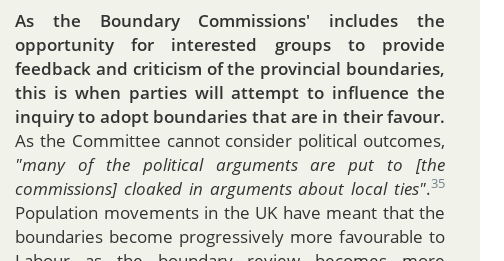 As the Boundary Commissions' includes the
opportunity for interested groups to provide
feedback and criticism of the provincial boundaries,
this is when parties will attempt to influence the
inquiry to adopt boundaries that are in their favour.
As the Committee cannot consider political outcomes,
"many of the political arguments are put to [the
commissions] cloaked in arguments about local ties".35
Population movements in the UK have meant that the
boundaries become progressively more favourable to
Labour as the boundary review becomes more